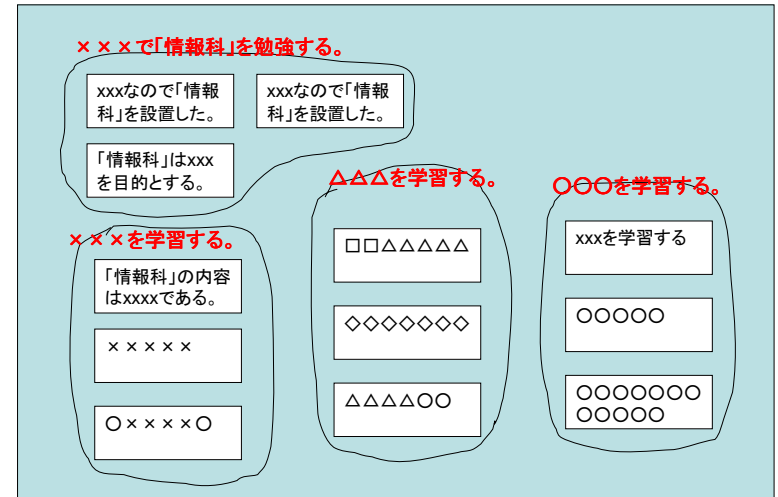 ×××で「情報科」を勉強する。
xxxなので「情報
科」を設置した。
xxxなので「情報
科」を設置した。
「情報科」はxxx
を目的とする。
×××を学習する。
「情報科」の内容
はxxxxである。
×××××
○××××○
△△△を学習する。
□□△△△△△
◇◇◇◇◇◇◇
△△△△○○
○○○を学習する。
xxxを学習する
○○○○○
○○○○○○○
○○○○○